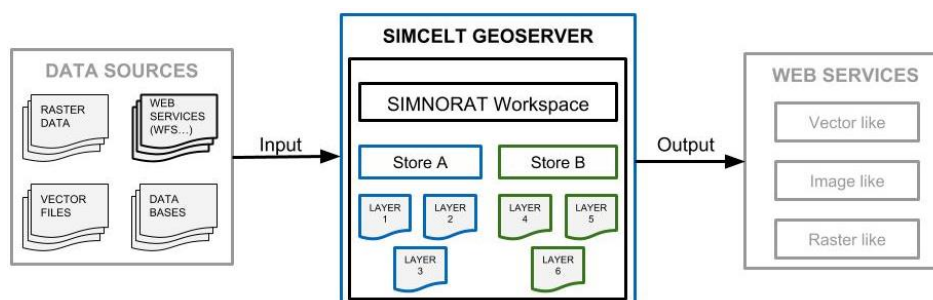 DATA SOURCES
RASTER
DATA
WEB
SERVICES
(WFS...)
VECTOR
FILES
DATA
BASES
Input
SIMCELT GEOSERVER
SIMNORAT Workspace
Store A
Store B
LAYER
1
LAYER
2
LAYER
3
LAYER
4
LAYER
5
LAYER
6
Output
WEB SERVICES
Vector like
Image like
Raster like